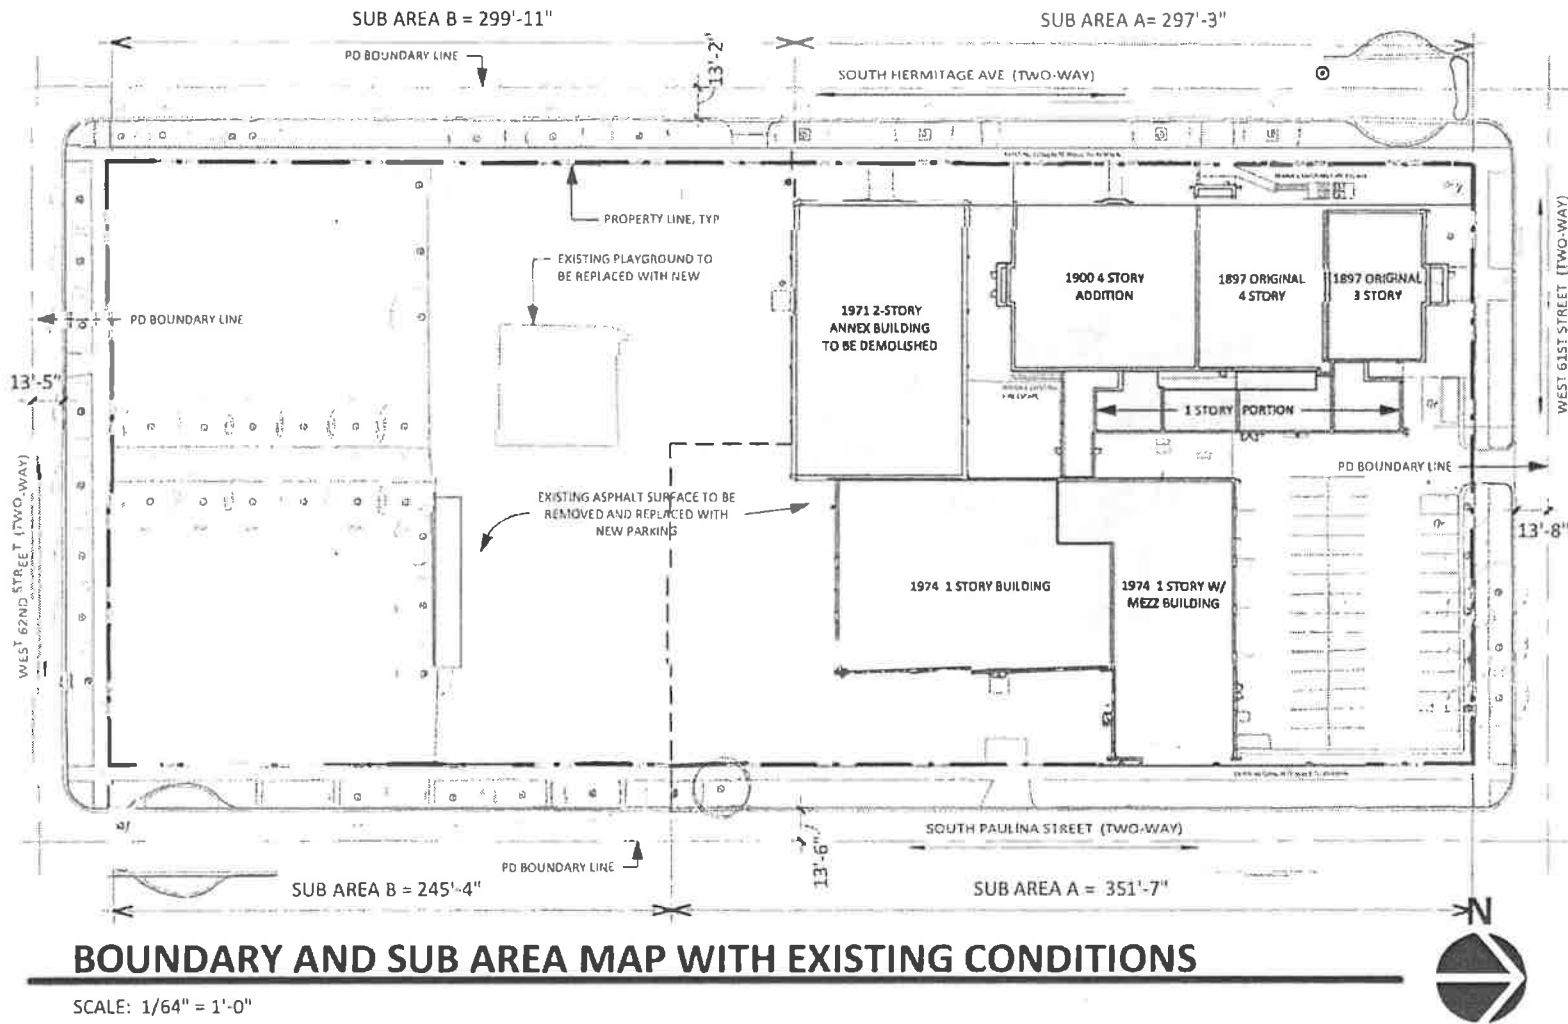 SUB AREA B = 299'-11"
SUB AREA A= 297'-3"
PD BOUNDARY LINE
13'-2"
SOUTH HERMITAGE AVE (TWO-WAY)
PROPERTY LINE, TYP
EXISTING PLAYGROUND TO
BE REPLACED WITH NEW
PD BOUNDARY LINE
13'-5"
WEST 62ND STREET (TWO-WAY)
1971 2-STORY
ANNEX BUILDING
TO BE DEMOLISHED
1900 4 STORY
ADDITION
1897 ORIGINAL
4 STORY
1897 ORIGINAL
3 STORY
WEST 61ST STREET (TWO-WAY)
1 STORY PORTION
PD BOUNDARY LINE
13'-8"
EXISTING ASPHALT SURFACE TO BE
REMOVED AND REPLACED WITH
NEW PARKING
1974 1 STORY BUILDING
1974 1 STORY W/
MEZZ BUILDING
SOUTH PAULINA STREET (TWO-WAY)
13'-6"
PD BOUNDARY LINE
SUB AREA B = 245'-4"
SUB AREA A = 351'-7"
N
BOUNDARY AND SUB AREA MAP WITH EXISTING CONDITIONS
SCALE: 1/64" = 1'-0"